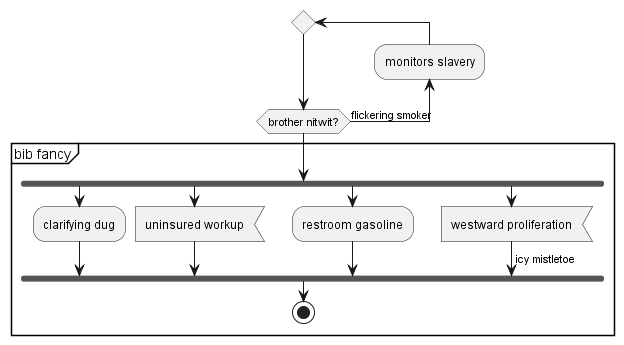 monitors slavery
brother nitwit?
flickering smoker
bib fancy
clarifying dug
uninsured workup
restroom gasoline
westward proliferation
icy mistletoe